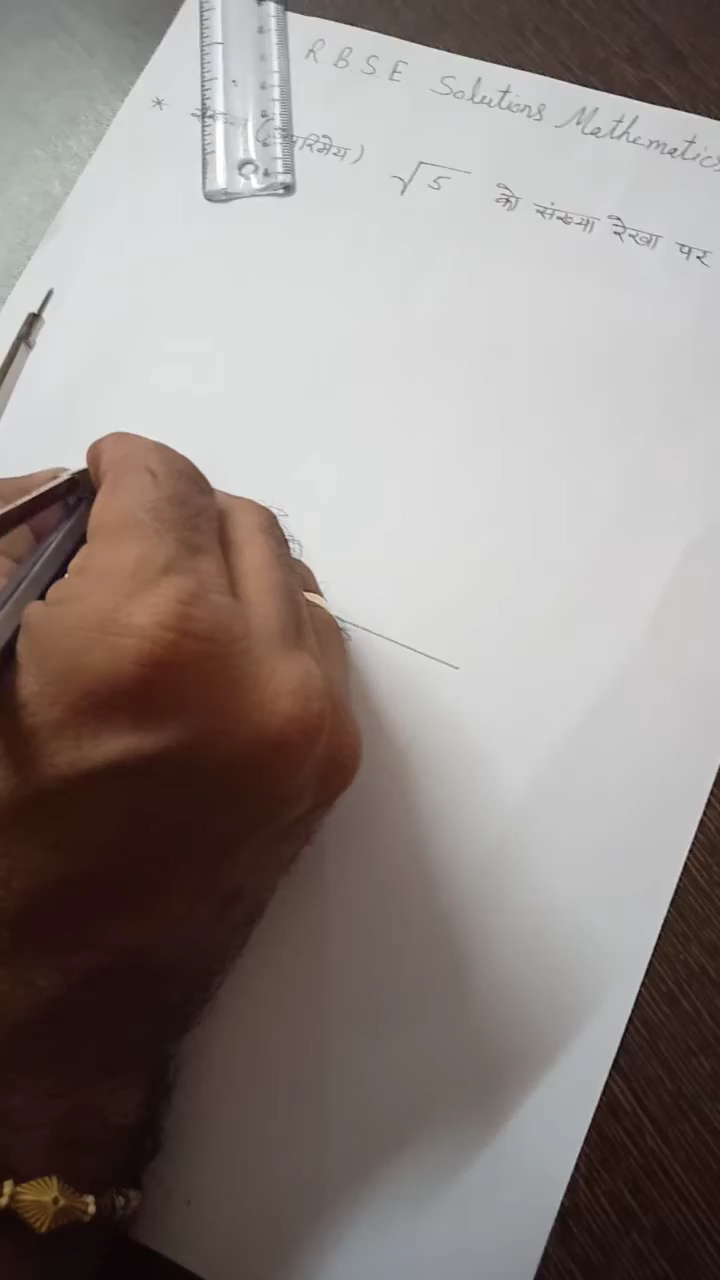 RBSE Solutions Mathematics
* (अपरिमेय) √5 को संख्या रेखा पर